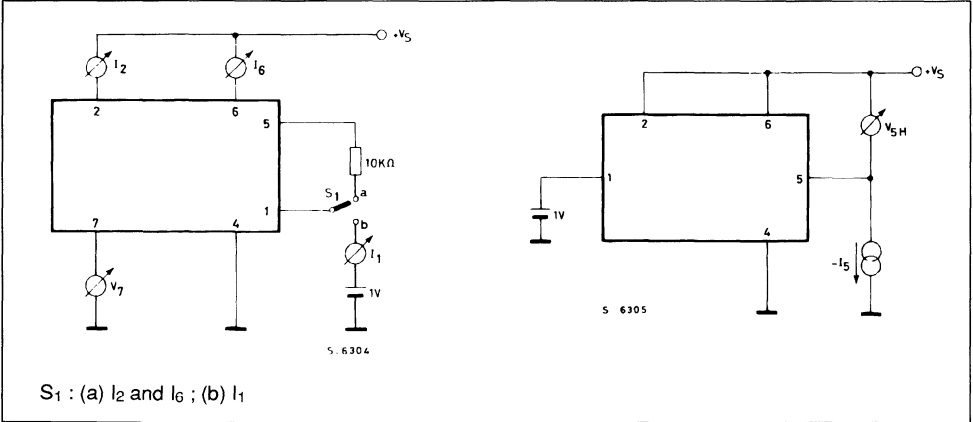 +VS
I2
I6
2
6
5
10KΩ
S1
a
1
b
I1
7
4
V7
1V
S. 6304
+VS
2
6
V5H
1
5
1V
4
-I5
S 6305
S1 : (a) I2 and I6 ; (b) I1